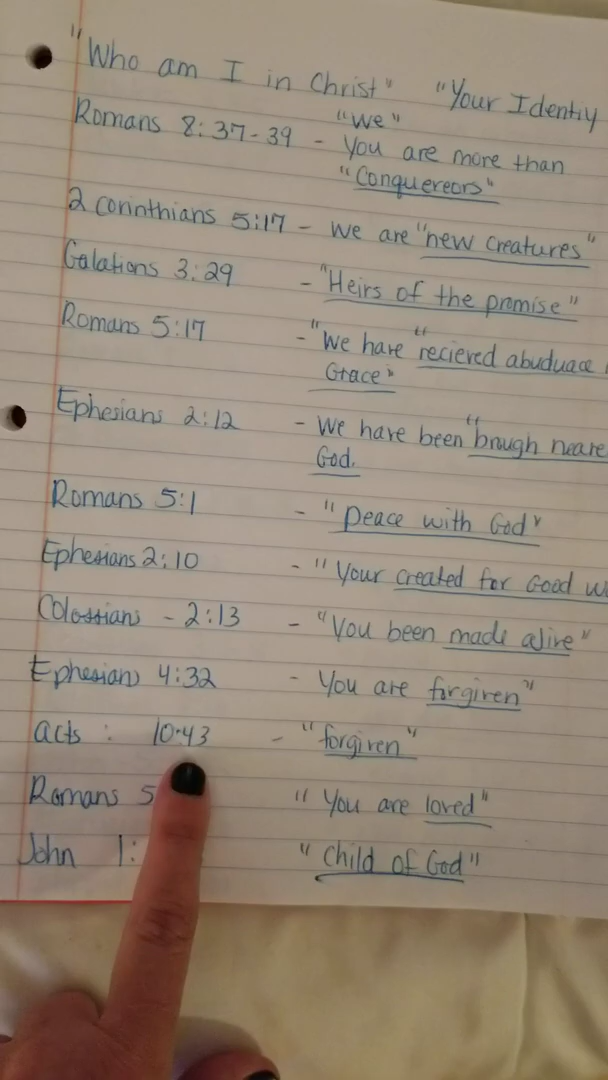 "Who am I in Christ" "Your Identiy
Romans 8:37-39 - "We" You are more than
"Conquereors"
2 corinthians 5:17 - we are "new creatures"
Galations 3:29 - "Heirs of the promise"
Romans 5:17 - "We have "recieved abuduace
Grace"
Ephesians 2:12 - We have been "brough neare
God.
Romans 5:1 - "peace with God"
Ephesians 2:10 - "Your created for Good
Colossians - 2:13 - "You been made alive"
Ephesians 4:32 - You are forgiven"
acts : 10:43 - "forgiven"
Romans 5 "You are loved"
John 1: "Child of God"